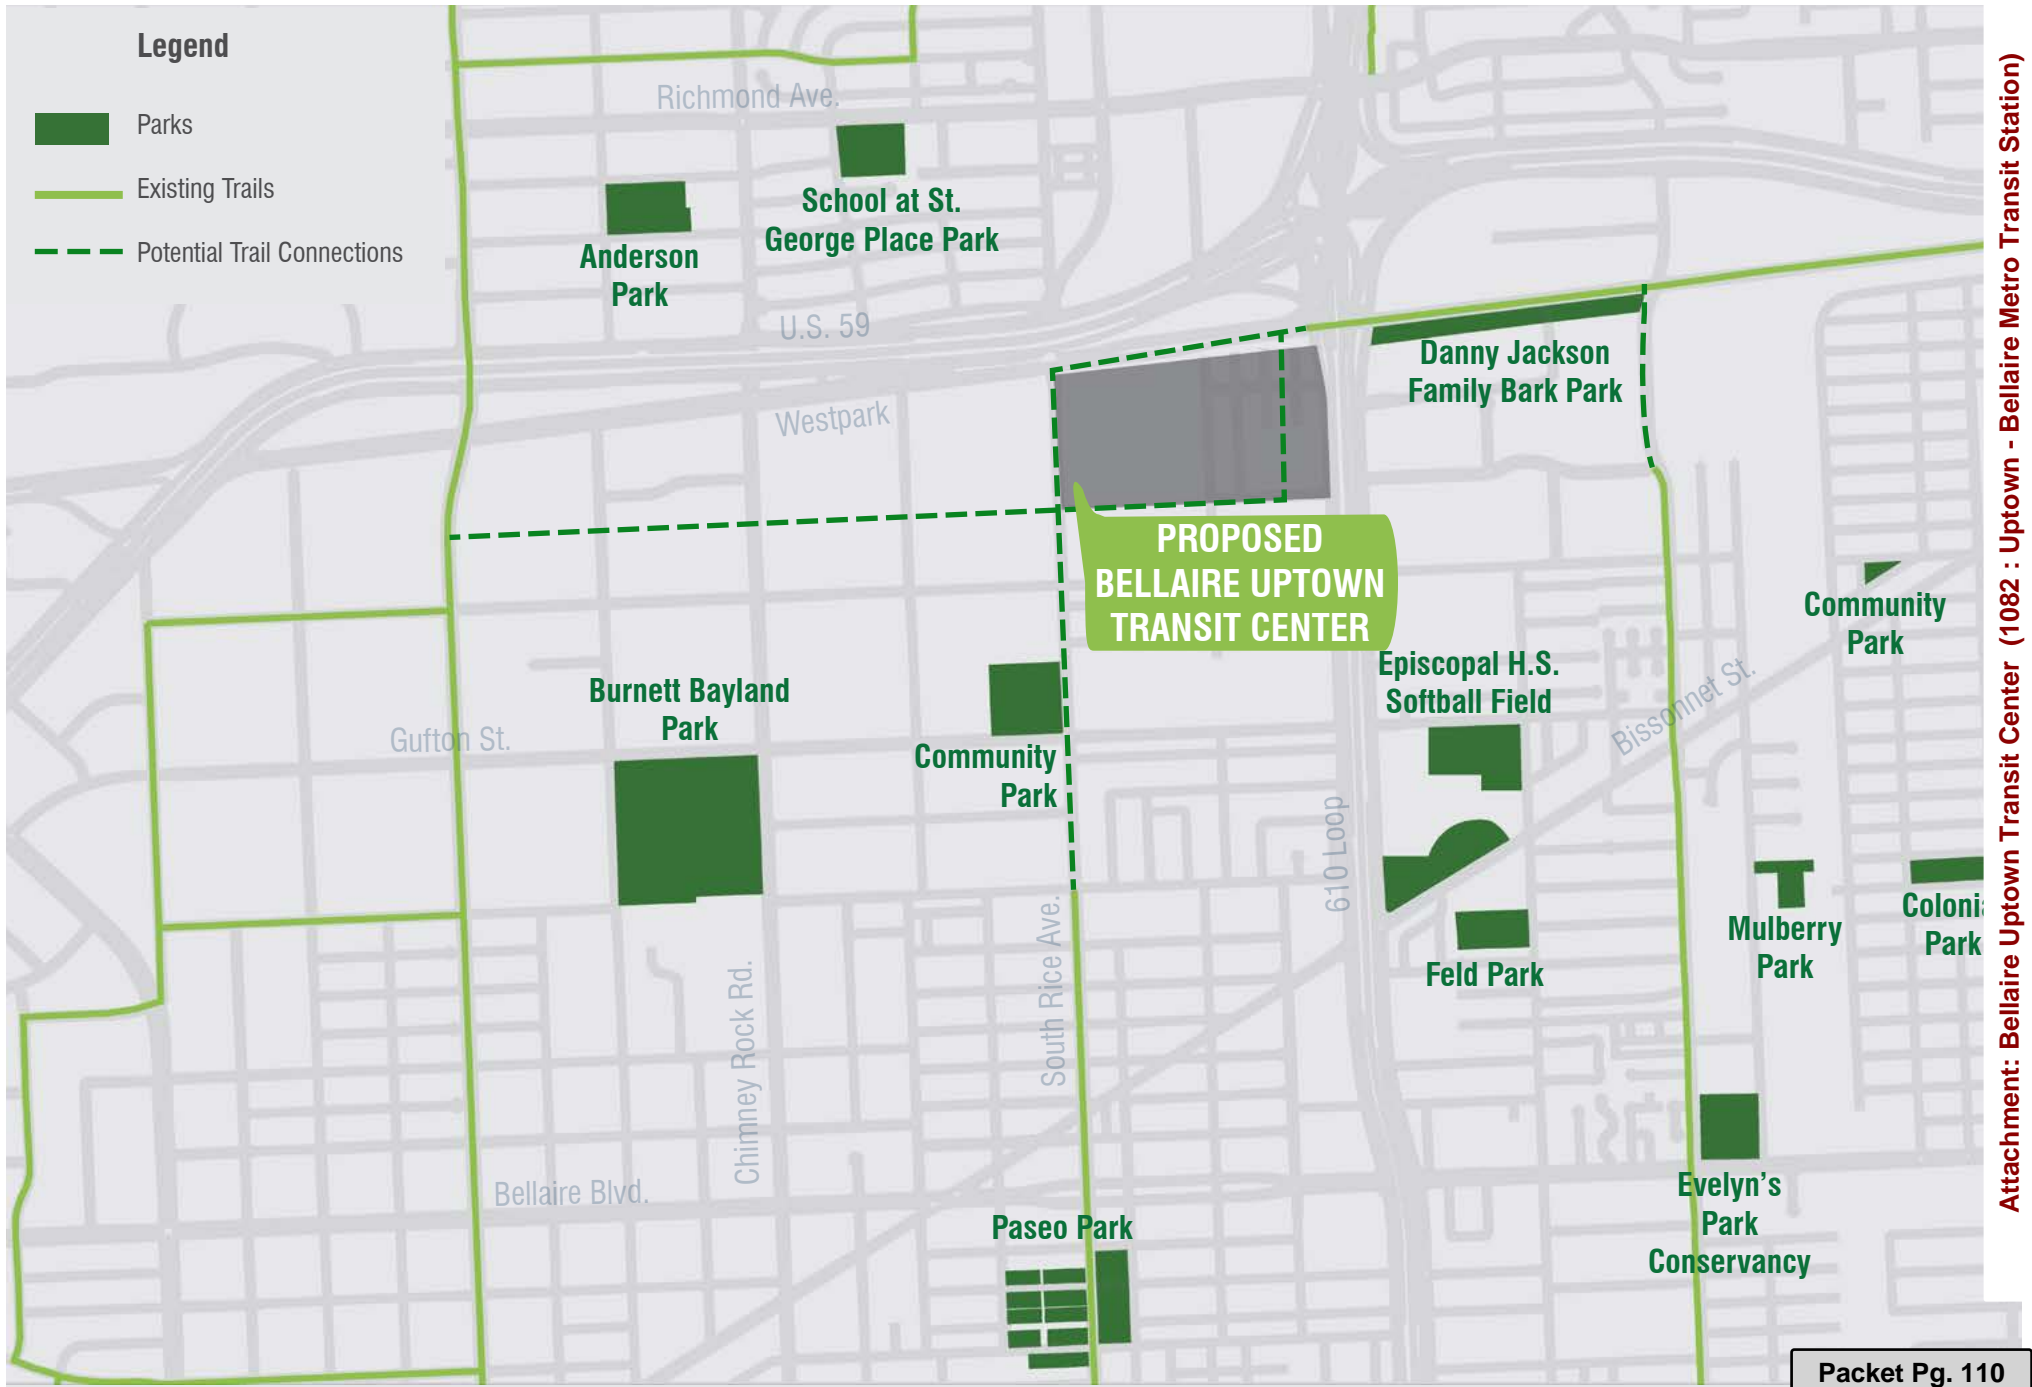 Legend
Parks
Existing Trails
Potential Trail Connections
Richmond Ave.
School at St.
George Place Park
Anderson
Park
U.S. 59
Westpark
Danny Jackson
Family Bark Park
PROPOSED
BELLAIRE UPTOWN
TRANSIT CENTER
Community
Park
Episcopal H.S.
Softball Field
Bissonnet St.
Burnett Bayland
Park
Gufton St.
Community
Park
610 Loop
South Rice Ave.
Chimney Rock Rd.
Feld Park
Mulberry
Park
Colonia
Park
Bellaire Blvd.
Paseo Park
Evelyn's
Park
Conservancy
Attachment: Bellaire Uptown Transit Center (1082 : Uptown - Bellaire Metro Transit Station)
Packet Pg. 110